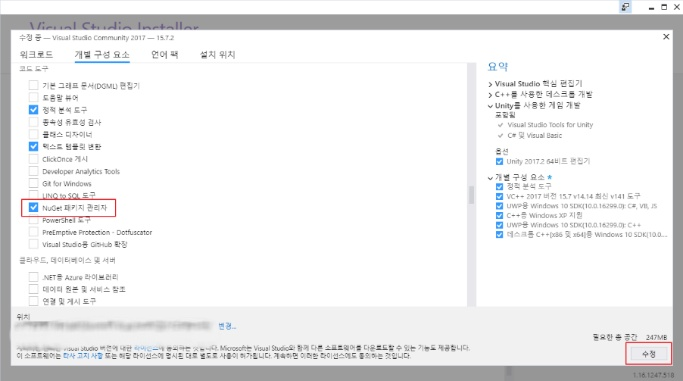 Visual Studio Installer
수정 중 — Visual Studio Community 2017 — 15.7.2
워크로드 개별 구성 요소 언어 팩 설치 위치
코드 도구
기본 그래프 문서(DGML) 편집기
도움말 뷰어
정적 분석 도구
종속성 유효성 검사
클래스 디자이너
텍스트 템플릿 변환
ClickOnce 게시
Developer Analytics Tools
Git for Windows
LINQ to SQL 도구
NuGet 패키지 관리자
PowerShell 도구
PreEmptive Protection - Dotfuscator
Visual Studio용 GitHub 확장
클라우드, 데이터베이스 및 서버
.NET용 Azure 라이브러리
데이터 원본 및 서비스 참조
연결 및 게시 도구
요약
Visual Studio 핵심 편집기
C++를 사용한 데스크톱 개발
Unity를 사용한 게임 개발
포함됨
Visual Studio Tools for Unity
C# 및 Visual Basic
옵션
Unity 2017.2 64비트 편집기
개별 구성 요소 *
정적 분석 도구
VC++ 2017 버전 15.7 v14.14 최신 v141 도구
UWP용 Windows 10 SDK(10.0.16299.0): C#, VB, JS
C++용 Windows XP 지원
UWP용 Windows 10 SDK(10.0.16299.0): C++
데스크톱 C++[x86 및 x64]용 Windows 10 SDK(10.0...
위치
변경...
필요한 총 공간 247MB
버전에 대한 라이선스에 동의하는 것입니다. Microsoft는 Visual Studio와 함께 다른 소프트웨어를 다운로드할 수 있는 기능도 제공합니다.
이 소프트웨어는 타사 고지 사항 또는 해당 라이선스에 명시된 대로 별도로 사용이 허가됩니다. 계속하면 이러한 라이선스에도 동의하는 것입니다.
수정
1.16.1247.518